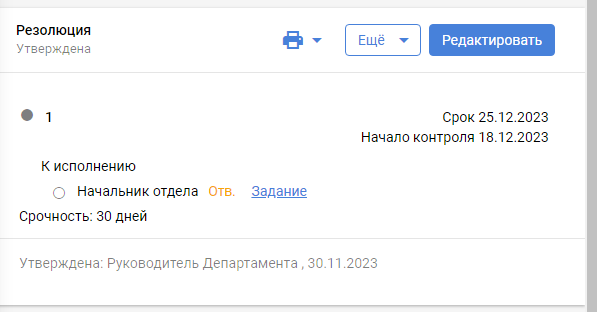 Резолюция
Утверждена
Ещё
Редактировать
1
Срок 25.12.2023
Начало контроля 18.12.2023
К исполнению
Начальник отдела Отв. Задание
Срочность: 30 дней
Утверждена: Руководитель Департамента , 30.11.2023